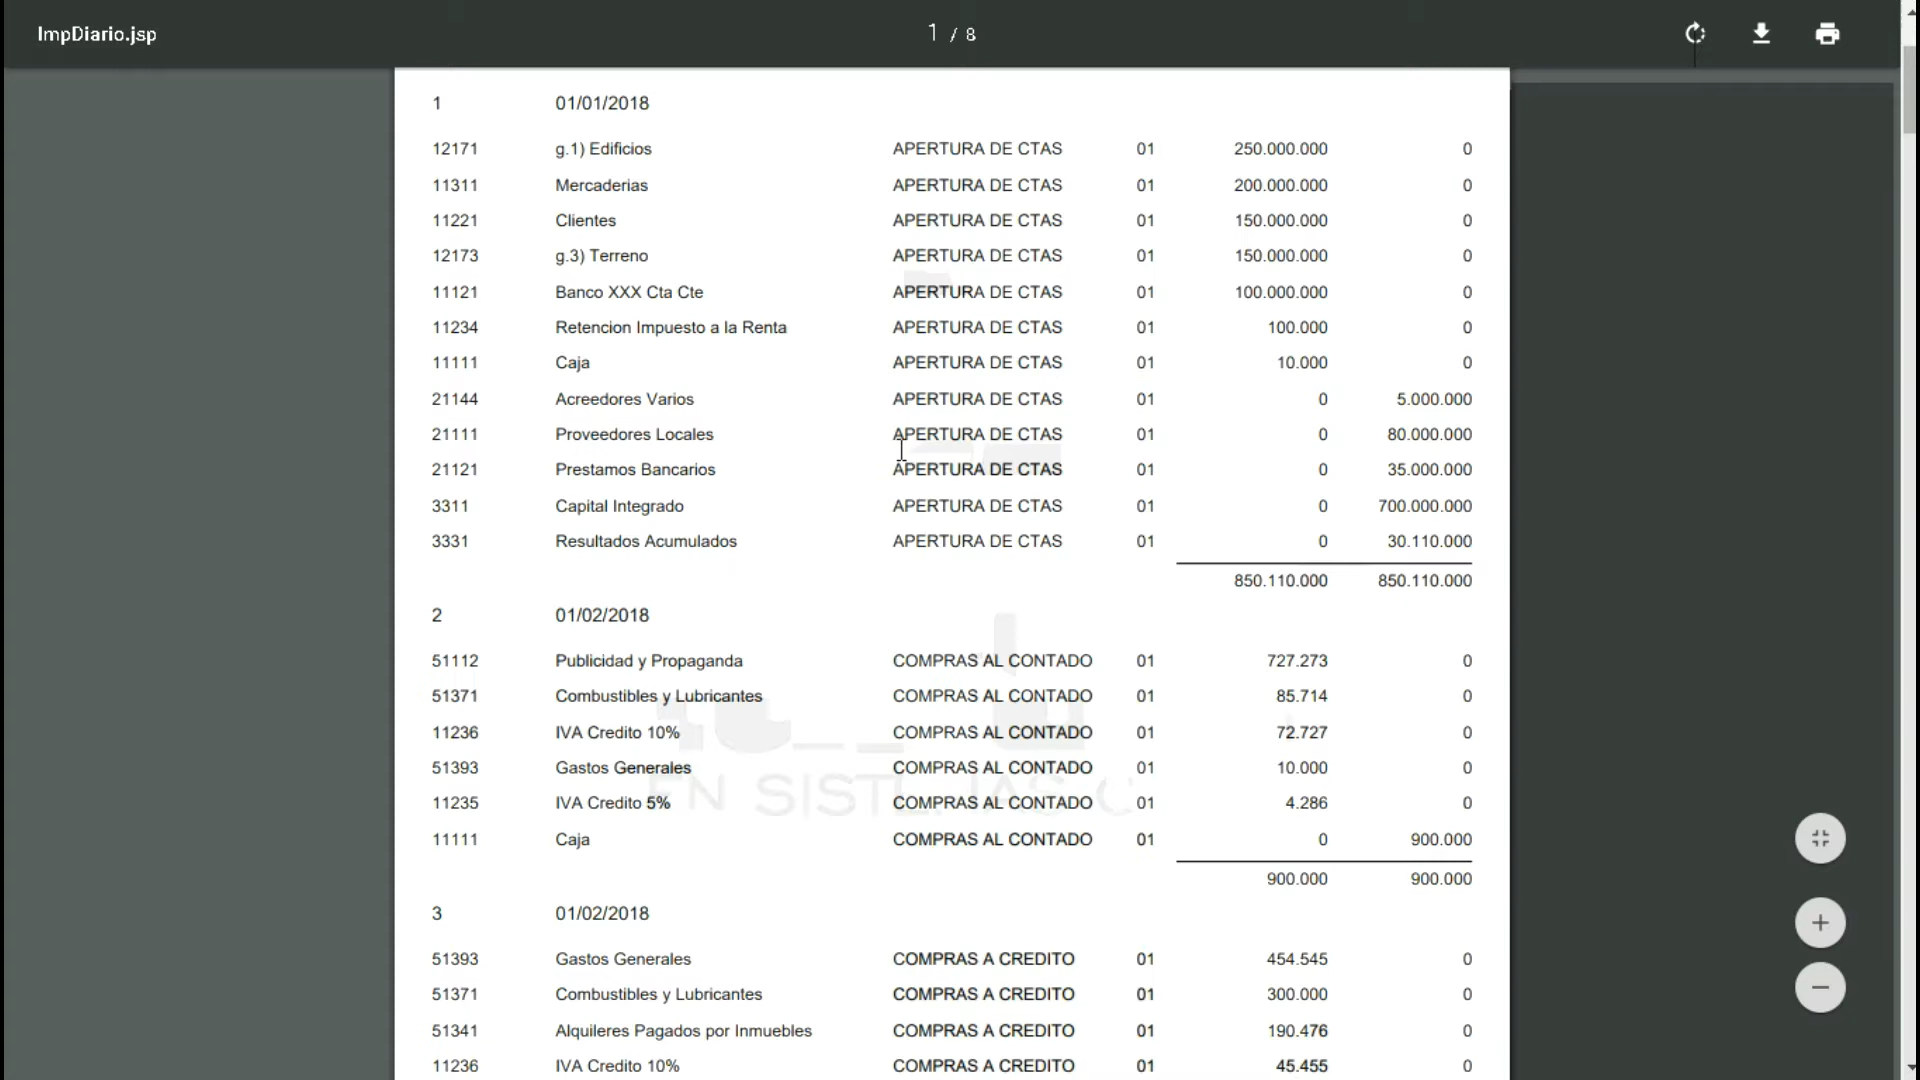 ImpDiario.jsp
1 / 8
1 01/01/2018
12171 g.1) Edificios APERTURA DE CTAS 01 250.000.000 0
11311 Mercaderias APERTURA DE CTAS 01 200.000.000 0
11221 Clientes APERTURA DE CTAS 01 150.000.000 0
12173 g.3) Terreno APERTURA DE CTAS 01 150.000.000 0
11121 Banco XXX Cta Cte APERTURA DE CTAS 01 100.000.000 0
11234 Retencion Impuesto a la Renta APERTURA DE CTAS 01 100.000 0
11111 Caja APERTURA DE CTAS 01 10.000 0
21144 Acreedores Varios APERTURA DE CTAS 01 0 5.000.000
21111 Proveedores Locales APERTURA DE CTAS 01 0 80.000.000
21121 Prestamos Bancarios APERTURA DE CTAS 01 0 35.000.000
3311 Capital Integrado APERTURA DE CTAS 01 0 700.000.000
3331 Resultados Acumulados APERTURA DE CTAS 01 0 30.110.000
850.110.000 850.110.000
2 01/02/2018
51112 Publicidad y Propaganda COMPRAS AL CONTADO 01 727.273 0
51371 Combustibles y Lubricantes COMPRAS AL CONTADO 01 85.714 0
11236 IVA Credito 10% COMPRAS AL CONTADO 01 72.727 0
51393 Gastos Generales COMPRAS AL CONTADO 01 10.000 0
11235 IVA Credito 5% COMPRAS AL CONTADO 01 4.286 0
11111 Caja COMPRAS AL CONTADO 01 0 900.000
900.000 900.000
3 01/02/2018
51393 Gastos Generales COMPRAS A CREDITO 01 454.545 0
51371 Combustibles y Lubricantes COMPRAS A CREDITO 01 300.000 0
51341 Alquileres Pagados por Inmuebles COMPRAS A CREDITO 01 190.476 0
11236 IVA Credito 10% COMPRAS A CREDITO 01 45.455 0